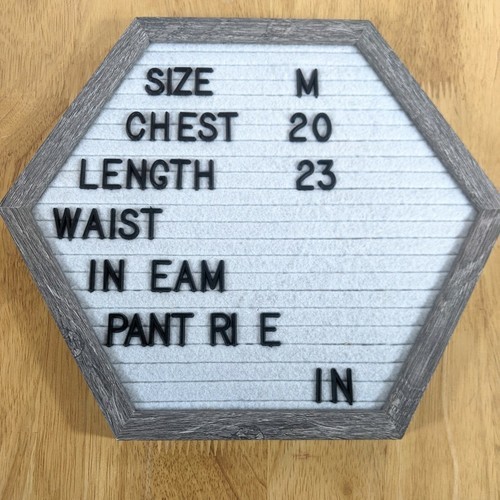 SIZE M
CHEST 20
LENGTH 23
WAIST
IN EAM
PANT RI E
IN